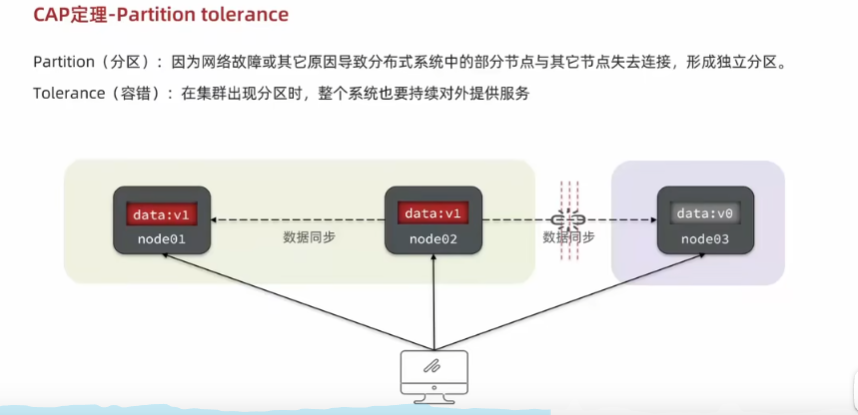 CAP定理-Partition tolerance
Partition（分区）：因为网络故障或其它原因导致分布式系统中的部分节点与其它节点失去连接，形成独立分区。
Tolerance（容错）：在集群出现分区时，整个系统也要持续对外提供服务
data:v1
node01
数据同步
data:v1
node02
数据同步
data:v0
node03